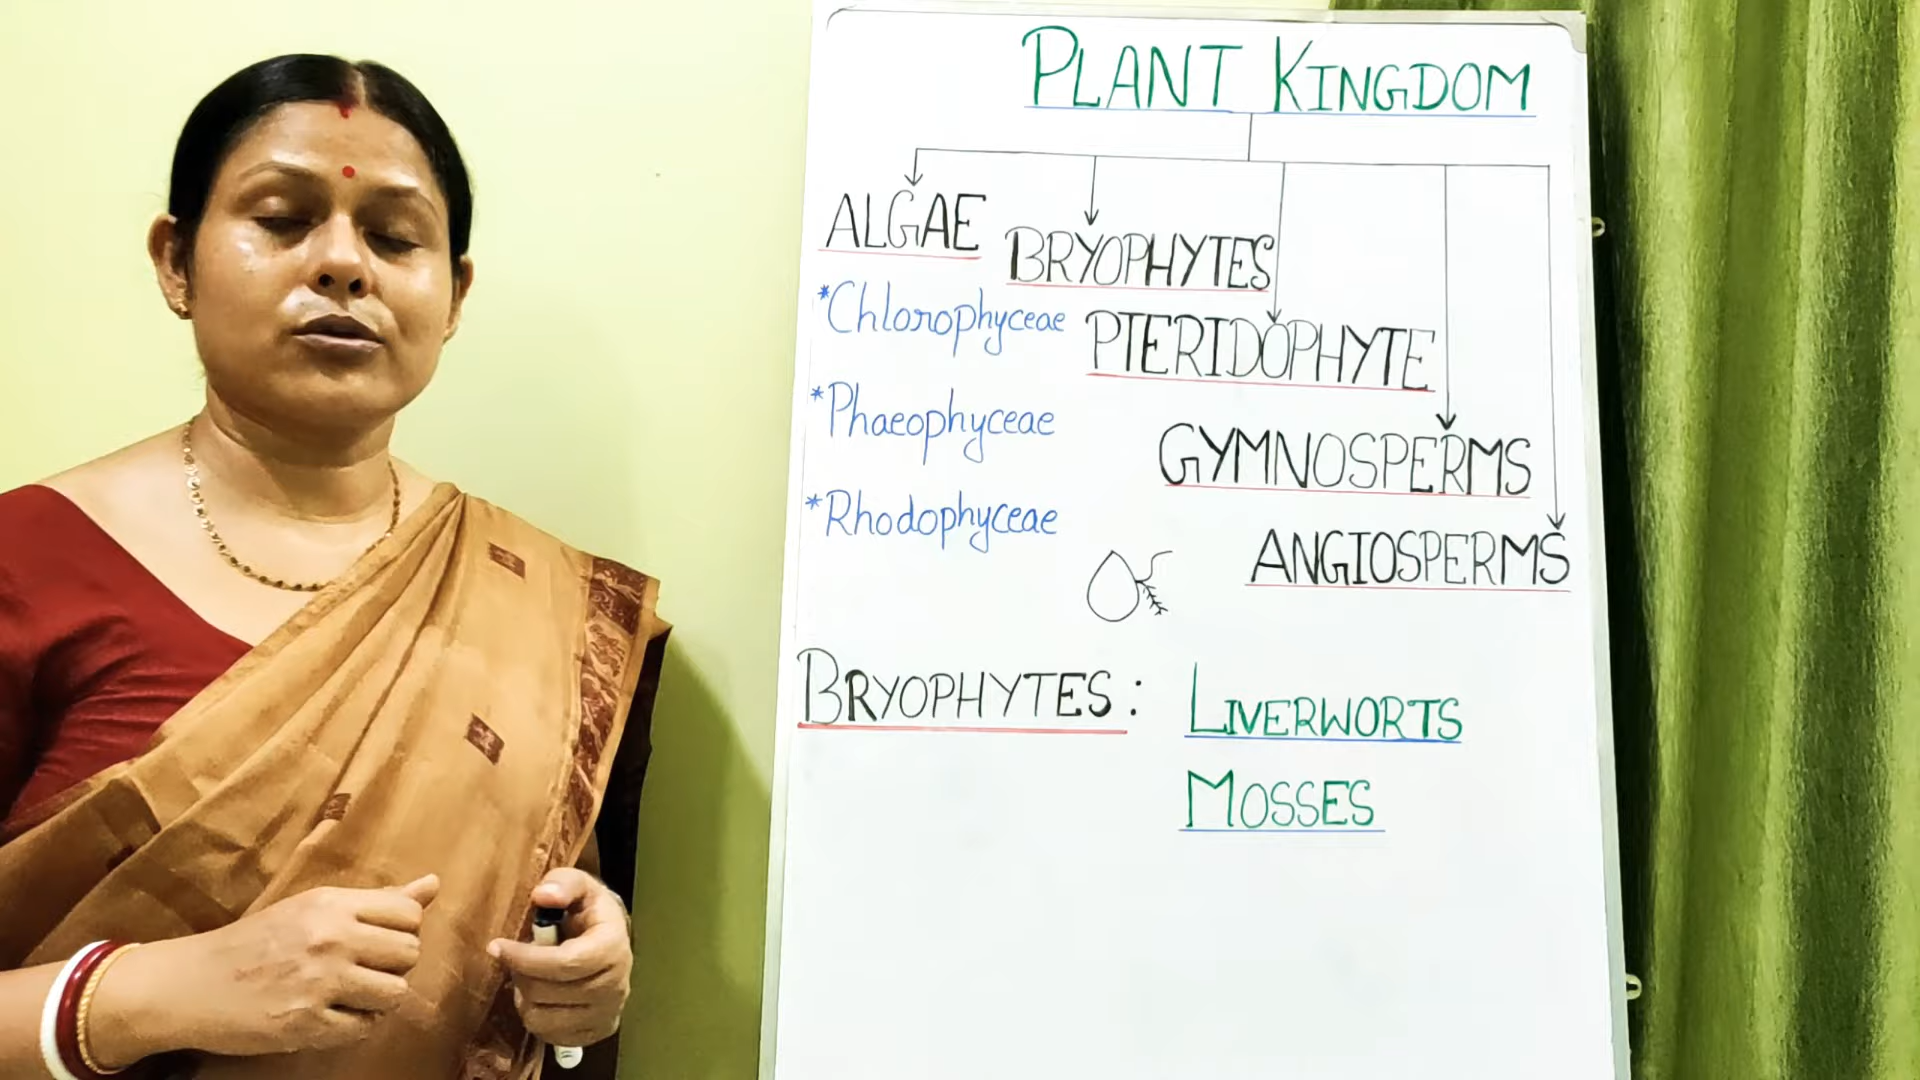 PLANT KINGDOM
ALGAE
BRYOPHYTES
*Chlorophyceae
PTERIDOPHYTE
*Phaeophyceae
GYMNOSPERMS
*Rhodophyceae
ANGIOSPERMS
BRYOPHYTES: LIVERWORTS
MOSSES